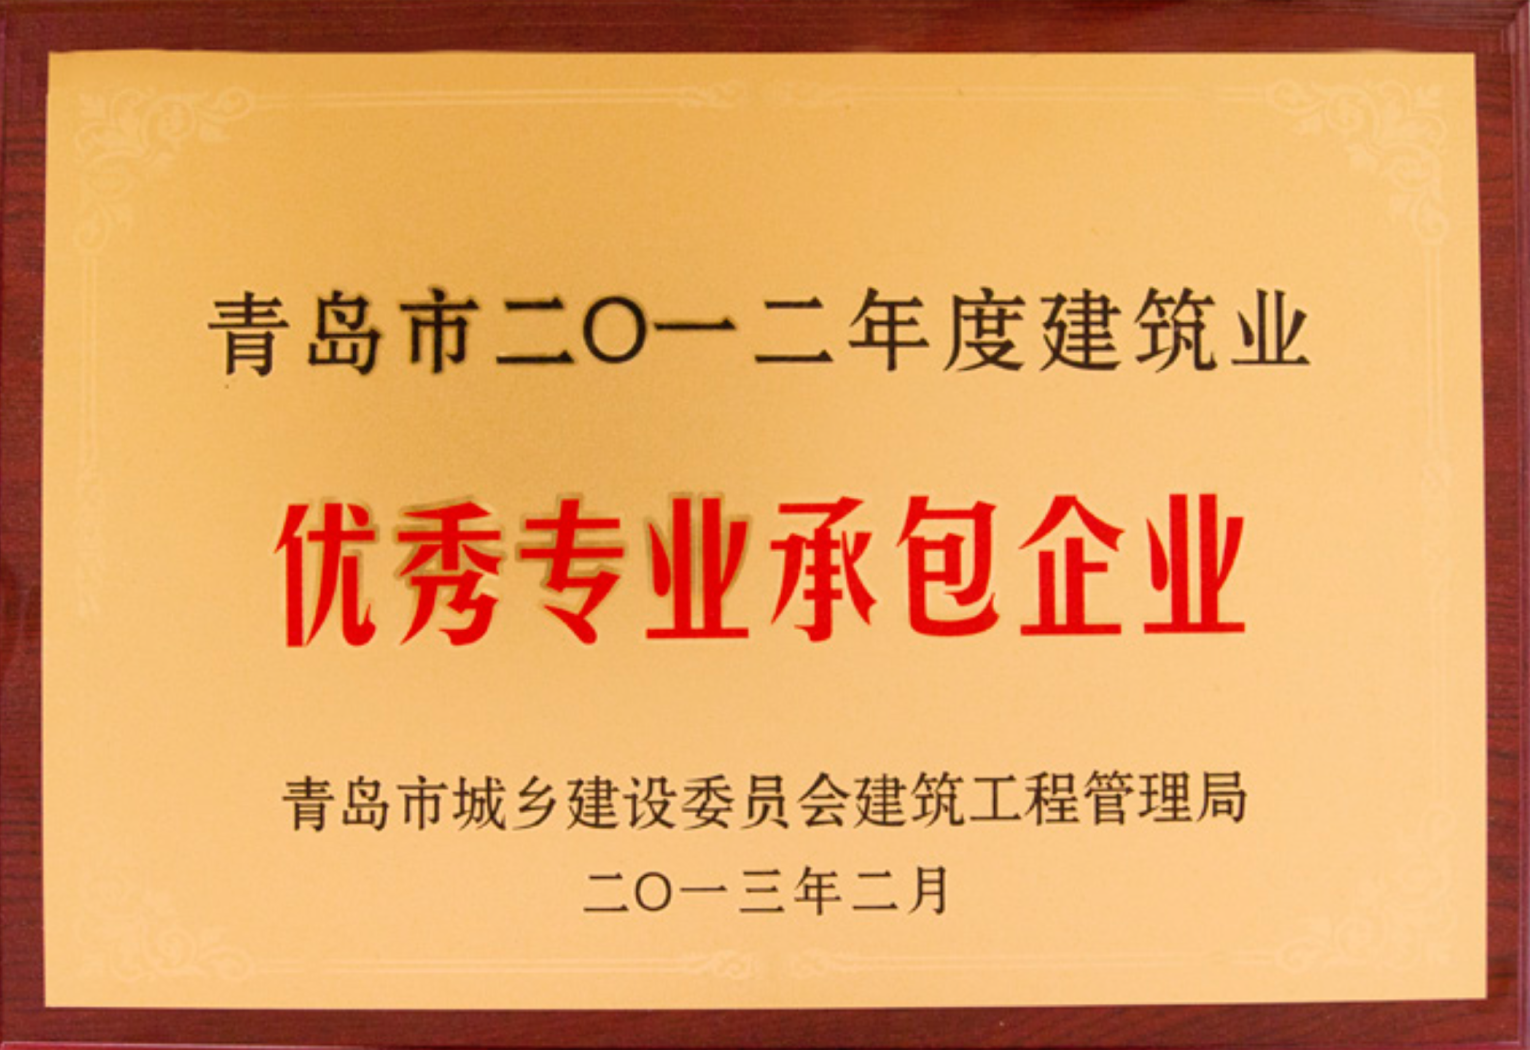 青岛市二〇一二年度建筑业
优秀专业承包企业
青岛市城乡建设委员会建筑工程管理局
二〇一三年二月